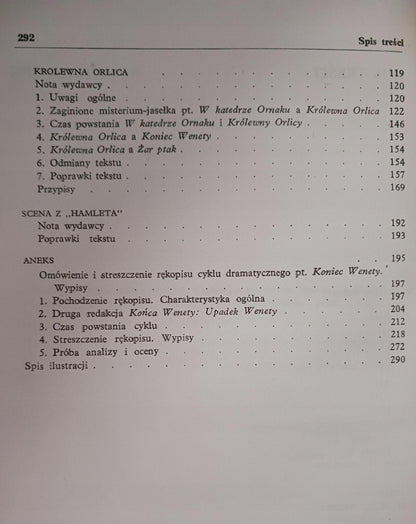 292 Spis treści
KROLEWNA ORLICA . . . . . . . . . . . 119
Nota wydawcy . . . . . . . . . . . . 120
1. Uwagi ogólne . . . . . . . . . . . 120
2. Zaginione misterium-jasełka pt. W katedrze Ornaku a Królewna Orlica 122
3. Czas powstania W katedrze Ornaku i Królewny Orlicy . . . . 146
4. Królewna Orlica a Koniec Wenety . . . . . . . 153
5. Królewna Orlica a Żar ptak . . . . . . . . 154
6. Odmiany tekstu . . . . . . . . . . . 154
7. Poprawki tekstu . . . . . . . . . . . 157
Przypisy . . . . . . . . . . . . . 169
SCENA Z „HAMLETA"
Nota wydawcy . . . . . . . . . . . . 192
Poprawki tekstu . . . . . . . . . . . 193
ANEKS . . 195
Omówienie i streszczenie rękopisu cyklu dramatycznego pt. Koniec Wenety.
Wypisy . . . . . . . . . . . . . 197
1. Pochodzenie rękopisu. Charakterystyka ogólna . . . . . 197
2. Druga redakcja Końca Wenety: Upadek Wenety . . . . . 204
3. Czas powstania cyklu . . . . . . . . . 212
4. Streszczenie rękopisu. Wypisy . . . . . . . 218
5. Próba analizy i oceny . . . . . . . . . 272
Spis ilustracji . . . . . . . . . . . . 290